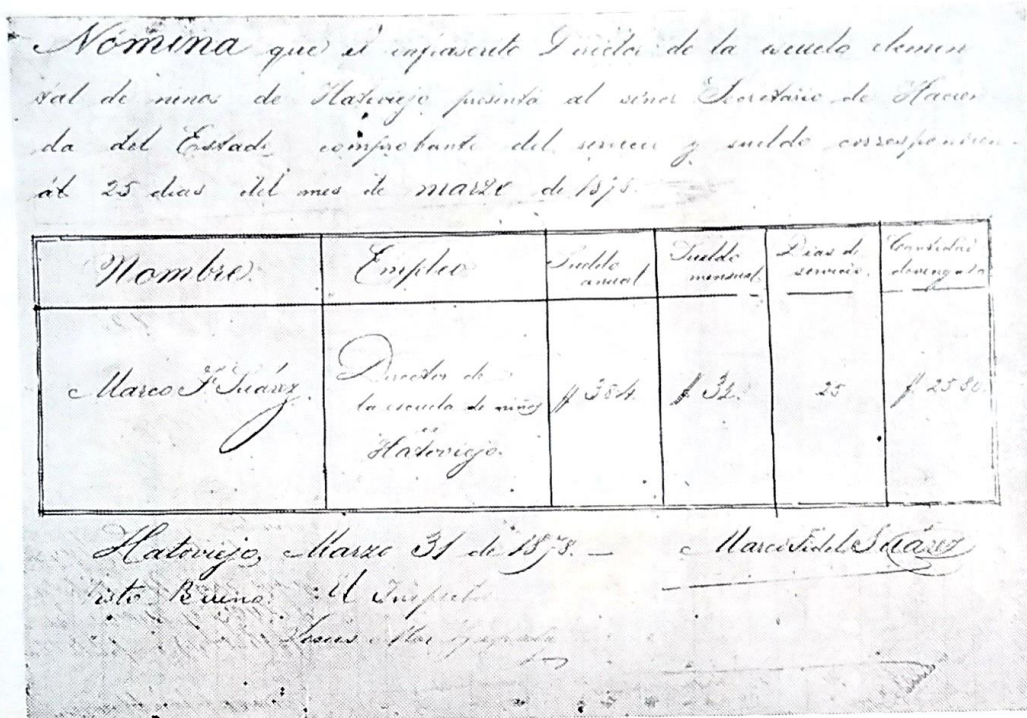 Nomina que el infrascrito Director de la escuela elemen
tal de niños de Hatoviejo presenta al señor Secretario de Hacien
da del Estado, comprobante del servicio y sueldo correspondien
á 25 dias del mes de marzo de 1878.
Nombre. Empleo Sueldo anual Sueldo mensual. Dias de servicio. Cantidad devengada
Marco F. Suárez. Director de la escuela de niños Hatoviejo. $ 384. $ 32. 25 $ 25 80.
Hatoviejo, Marzo 31 de 1878. – Marco Fidel Suárez
Visto Bueno El Inspector
Jesus